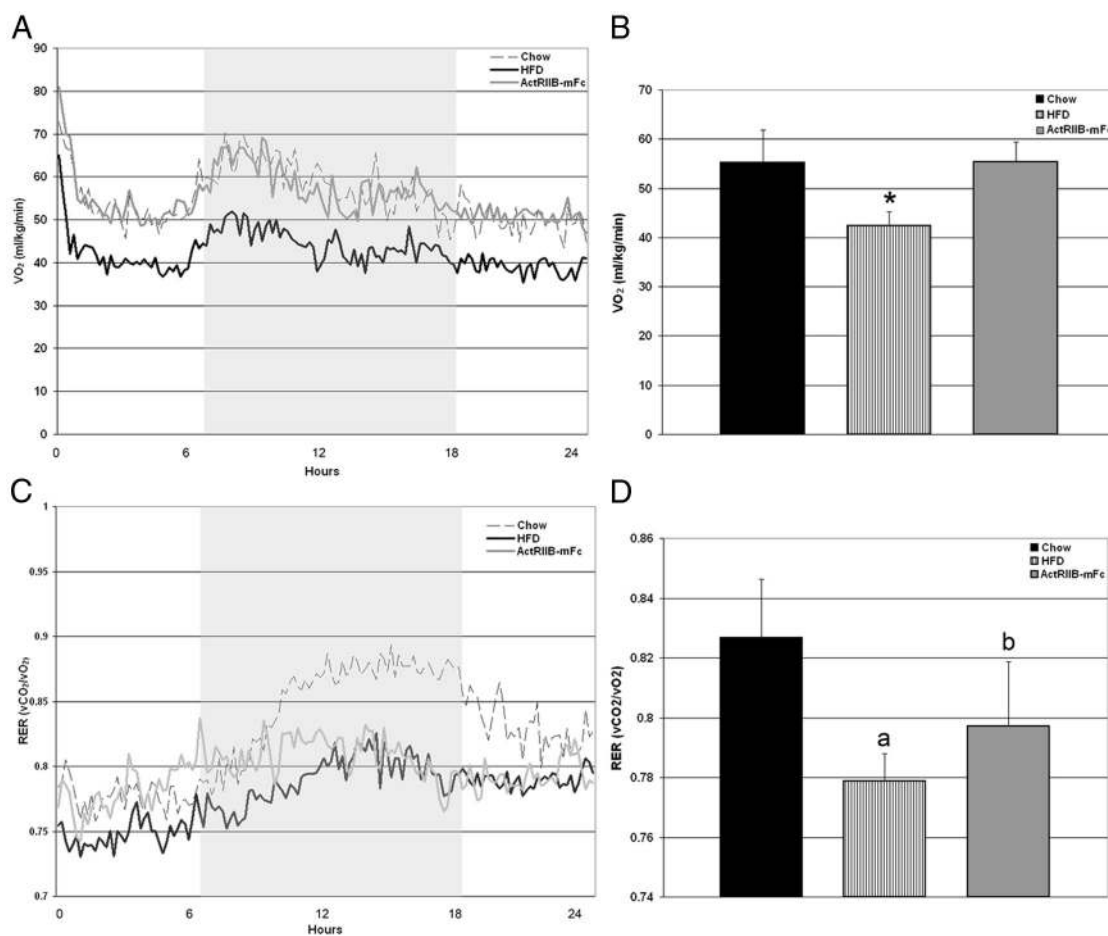 A
90
80
70
60
50
40
30
20
10
0
VO₂ (ml/kg/min)
Chow
HFD
ActRIIB-mFc
0 6 12 18 24
Hours
B
70
60
50
40
30
20
10
0
VO₂ (ml/kg/min)
Chow
HFD
ActRIIB-mFc
*
C
1
0.95
0.9
0.85
0.8
0.75
0.7
RER (vCO₂/vO₂)
Chow
HFD
ActRIIB-mFc
0 6 12 18 24
Hours
D
0.86
0.84
0.82
0.8
0.78
0.76
0.74
RER (vCO2/vO2)
Chow
HFD
ActRIIB-mFc
a
b